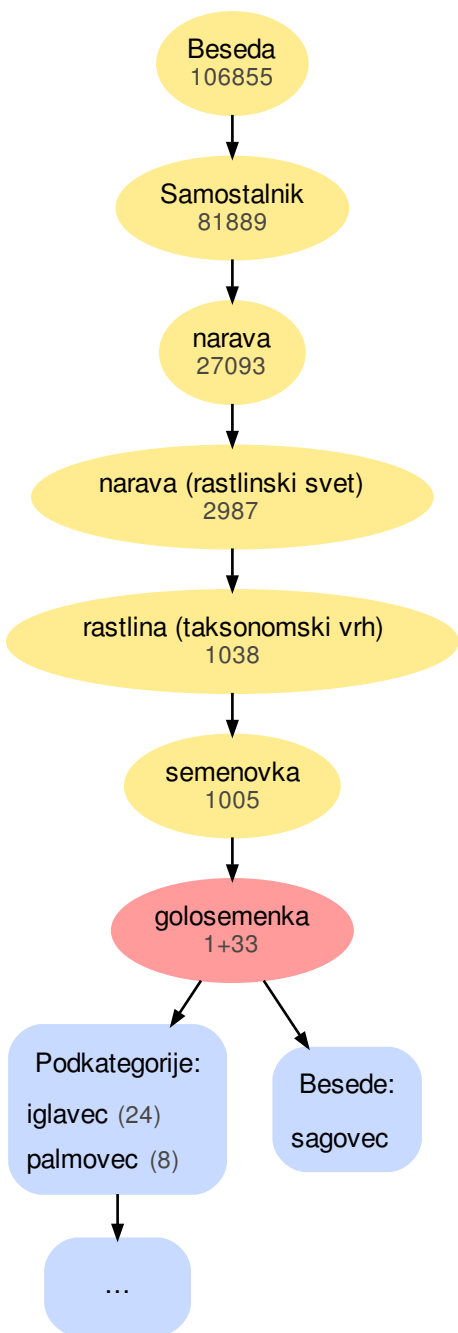 Beseda
106855
Samostalnik
81889
narava
27093
narava (rastlinski svet)
2987
rastlina (taksonomski vrh)
1038
semenovka
1005
golosemenka
1+33
Podkategorije:
iglavec (24)
palmovec (8)
Besede:
sagovec
...